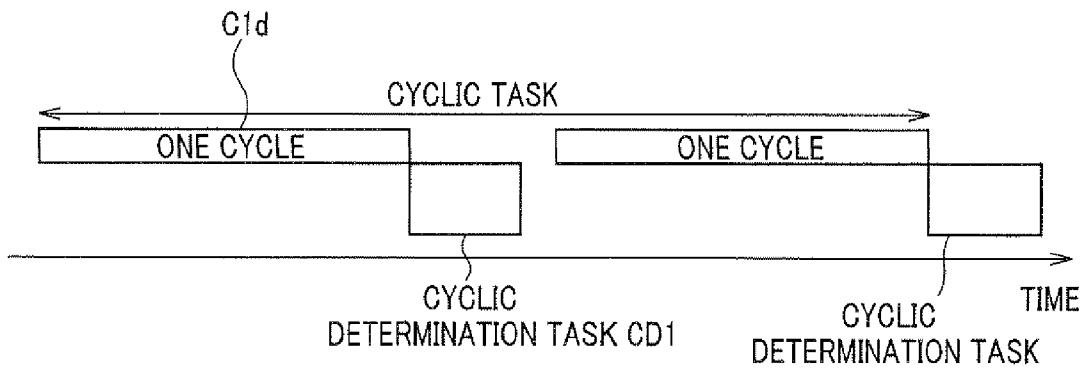 C1d
CYCLIC TASK
ONE CYCLE
ONE CYCLE
CYCLIC
DETERMINATION TASK CD1
CYCLIC
DETERMINATION TASK
TIME